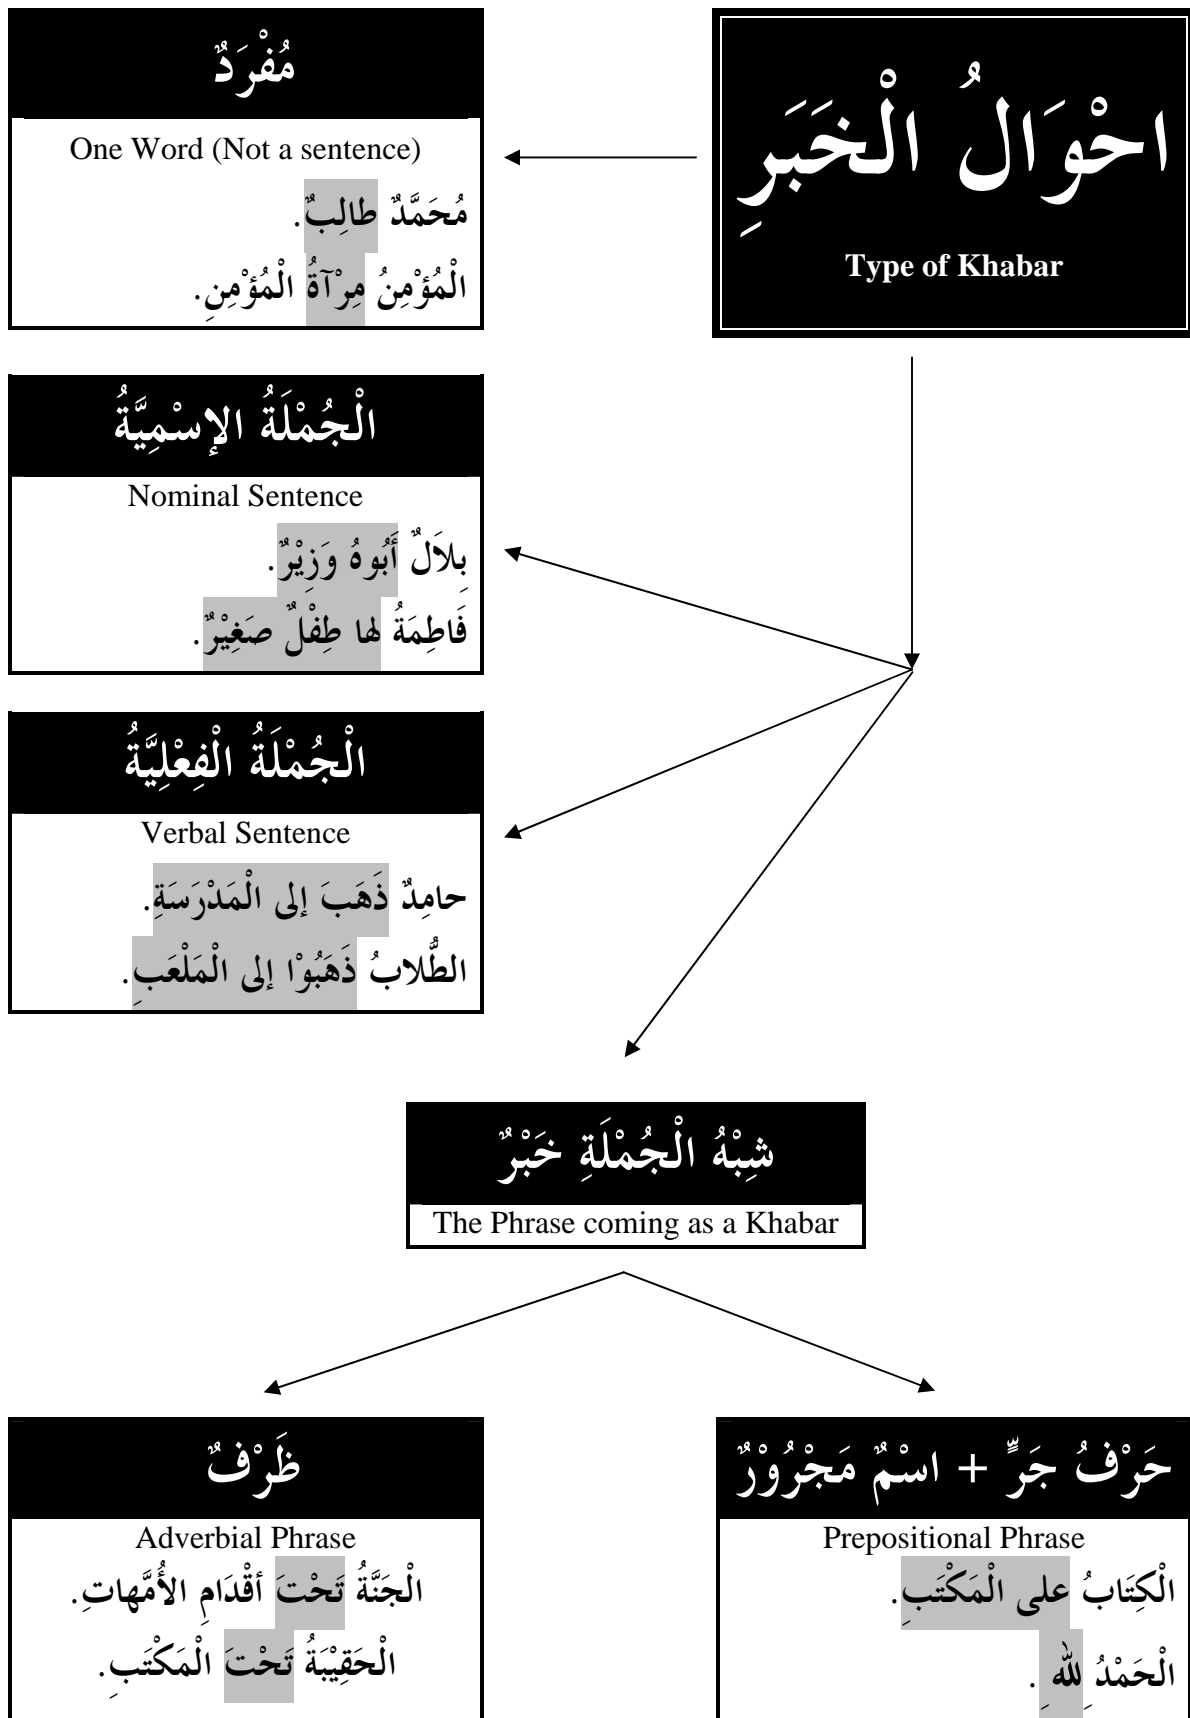 احْوَالُ الْخَبَرِ
Type of Khabar
مُفْرَدٌ
One Word (Not a sentence)
مُحَمَّدٌ طالِبٌ.
الْمُؤْمِنُ مِرْآةُ الْمُؤْمِنِ.
الْجُمْلَةُ الإسْمِيَّةُ
Nominal Sentence
بِلاَلٌ أَبُوهُ وَزِيْرٌ.
فَاطِمَةُ لها طِفْلٌ صَغِيْرٌ.
الْجُمْلَةُ الْفِعْلِيَّةُ
Verbal Sentence
حامِدٌ ذَهَبَ إلى الْمَدْرَسَةِ.
الطُّلابُ ذَهَبُوْا إلى الْمَلْعَبِ.
شِبْهُ الْجُمْلَةِ خَبْرٌ
The Phrase coming as a Khabar
حَرْفُ جَرٍّ + اسْمٌ مَجْرُوْرٌ
Prepositional Phrase
الْكِتَابُ على الْمَكْتَبِ.
الْحَمْدُ لِلّهِ.
ظَرْفٌ
Adverbial Phrase
الْجَنَّةُ تَحْتَ أقْدَامِ الأُمَّهاتِ.
الْحَقِيْبَةُ تَحْتَ الْمَكْتَبِ.